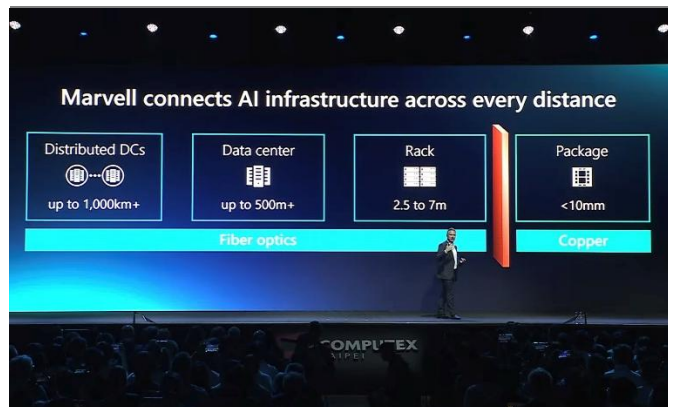 Marvell connects AI infrastructure across every distance
Distributed DCs
up to 1,000km+
Data center
up to 500m+
Rack
2.5 to 7m
Package
<10mm
Fiber optics
Copper
COMPUTEX
TAIPEI